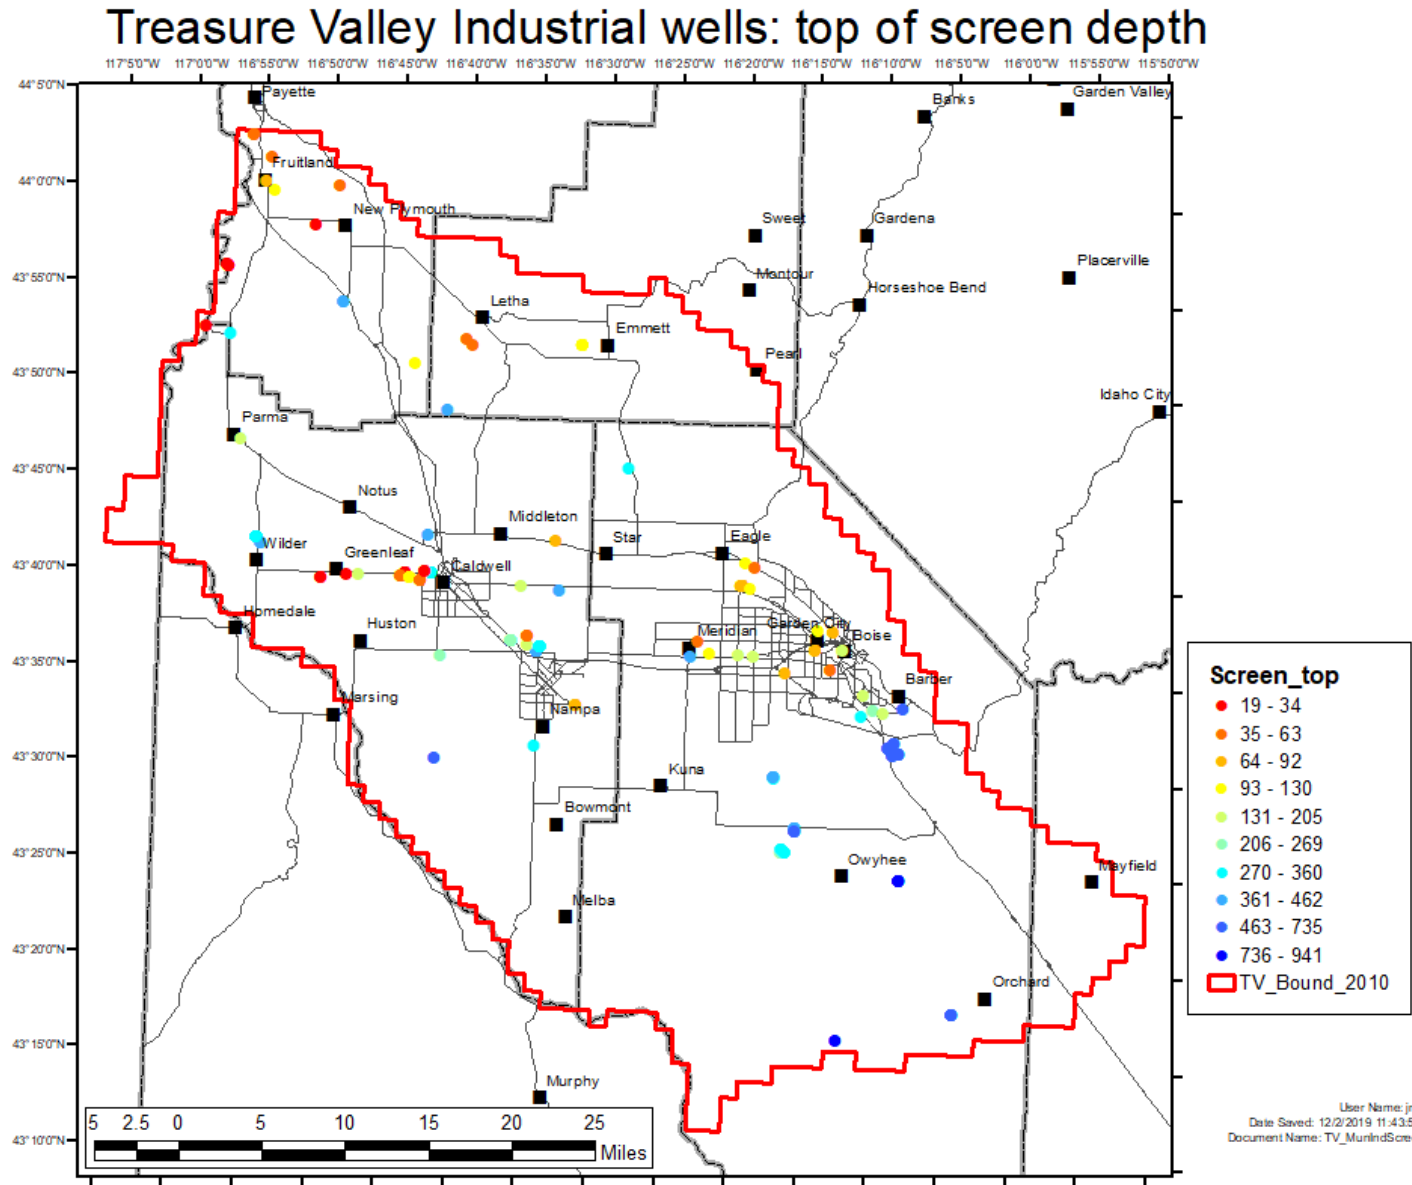 Treasure Valley Industrial wells: top of screen depth
117°5'0"W 117°0'0"W 116°55'0"W 116°50'0"W 116°45'0"W 116°40'0"W 116°35'0"W 116°30'0"W 116°25'0"W 116°20'0"W 116°15'0"W 116°10'0"W 116°5'0"W 116°0'0"W 115°55'0"W 115°50'0"W
44°5'0"N
Payette
Banks
Garden Valley
44°0'0"N
Fruitland
New Plymouth
Sweet
Gardena
43°55'0"N
Placerville
Montour
Horseshoe Bend
Letha
Emmett
43°50'0"N
Pearl
Idaho City
Parma
43°45'0"N
Notus
Middleton
Star
Eagle
Wilder
Greenleaf
43°40'0"N
Caldwell
Homedale
Huston
Meridian
Garden City
Boise
43°35'0"N
Barber
Marsing
Nampa
43°30'0"N
Kuna
Bowmont
43°25'0"N
Owyhee
Mayfield
Melba
43°20'0"N
Orchard
43°15'0"N
Murphy
43°10'0"N
5 2.5 0 5 10 15 20 25
Miles
Screen_top
19 - 34
35 - 63
64 - 92
93 - 130
131 - 205
206 - 269
270 - 360
361 - 462
463 - 735
736 - 941
TV_Bound_2010
User Name: jr
Date Saved: 12/2/2019 11:43:5
Document Name: TV_MunIndScre